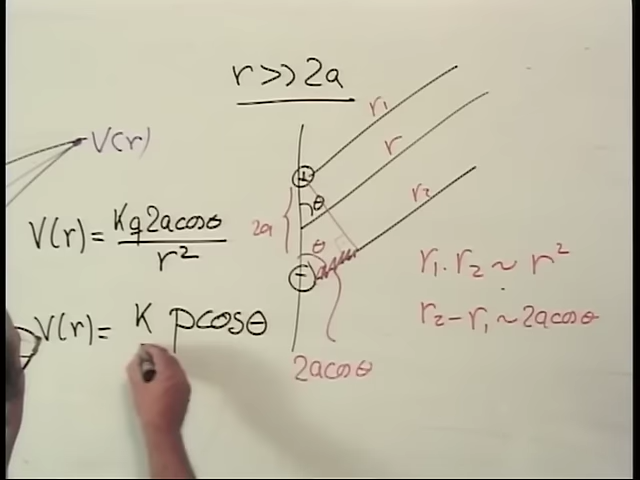 r>>2a
r₁
V(r)
r
r₂
+
θ
V(r)=Kq2acosθ/r²
2a
θ
r₁·r₂~r²
−
V(r)=K pcosθ
r₂−r₁~2acosθ
2acosθ